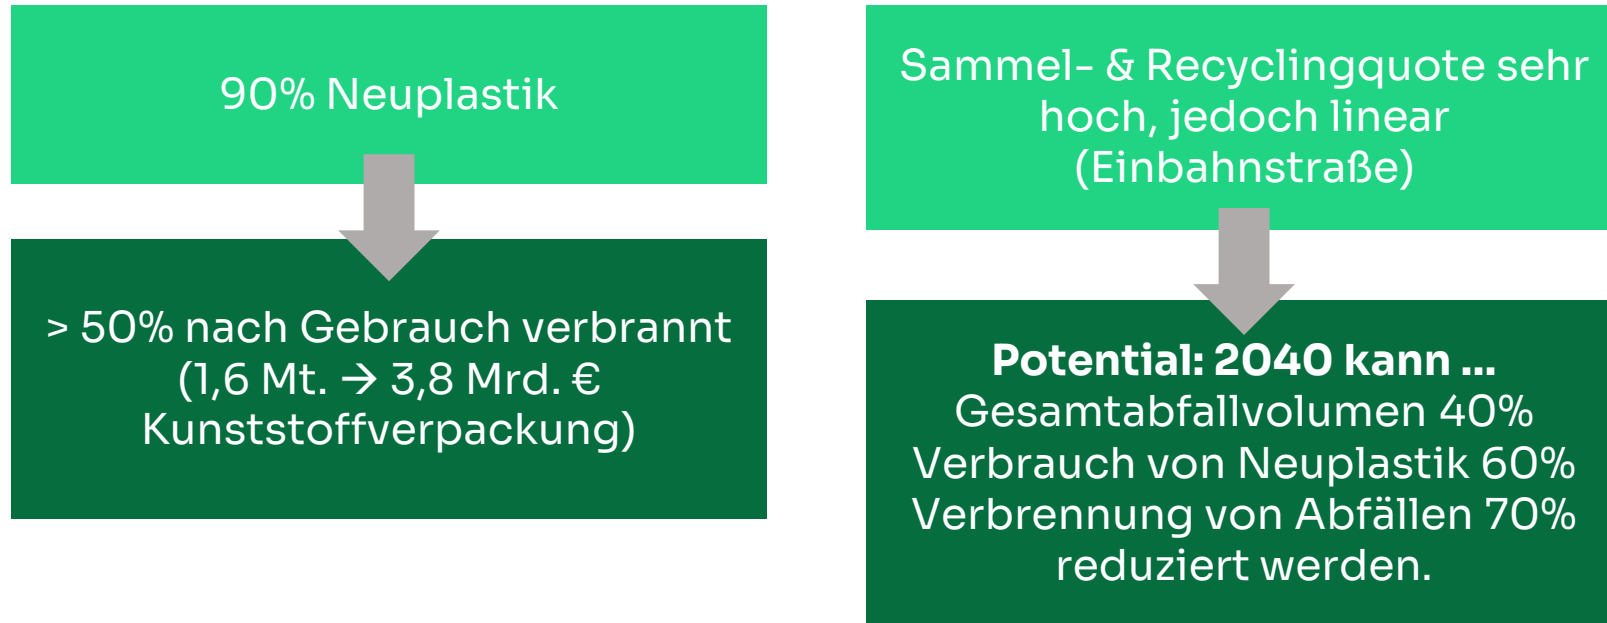 90% Neuplastik
> 50% nach Gebrauch verbrannt
(1,6 Mt. → 3,8 Mrd. €
Kunststoffverpackung)
Sammel- & Recyclingquote sehr
hoch, jedoch linear
(Einbahnstraße)
Potential: 2040 kann ...
Gesamtabfallvolumen 40%
Verbrauch von Neuplastik 60%
Verbrennung von Abfällen 70%
reduziert werden.